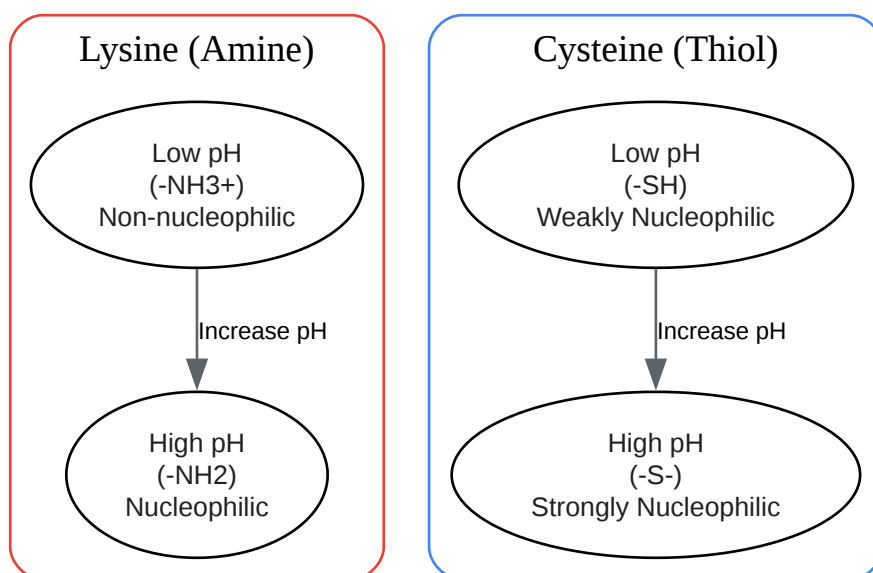 Lysine (Amine)
Low pH
(-NH3+)
Non-nucleophilic
Increase pH
High pH
(-NH2)
Nucleophilic
Cysteine (Thiol)
Low pH
(-SH)
Weakly Nucleophilic
Increase pH
High pH
(-S-)
Strongly Nucleophilic